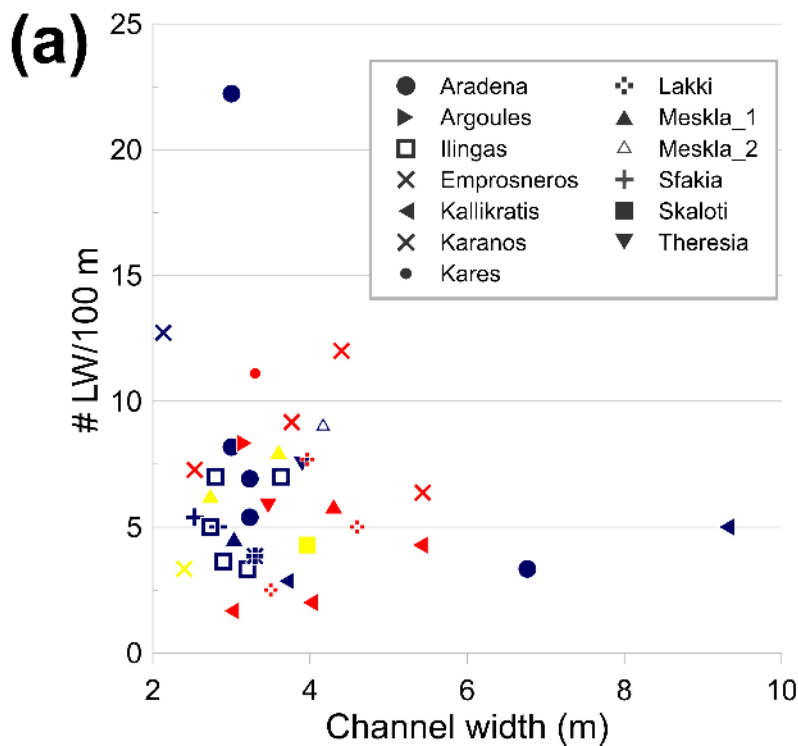 (a)
25
20
15
10
5
0
# LW/100 m
Aradena
Argoules
Ilingas
Emprosneros
Kallikratis
Karanos
Kares
Lakki
Meskla_1
Meskla_2
Sfakia
Skaloti
Theresia
2 4 6 8 10
Channel width (m)